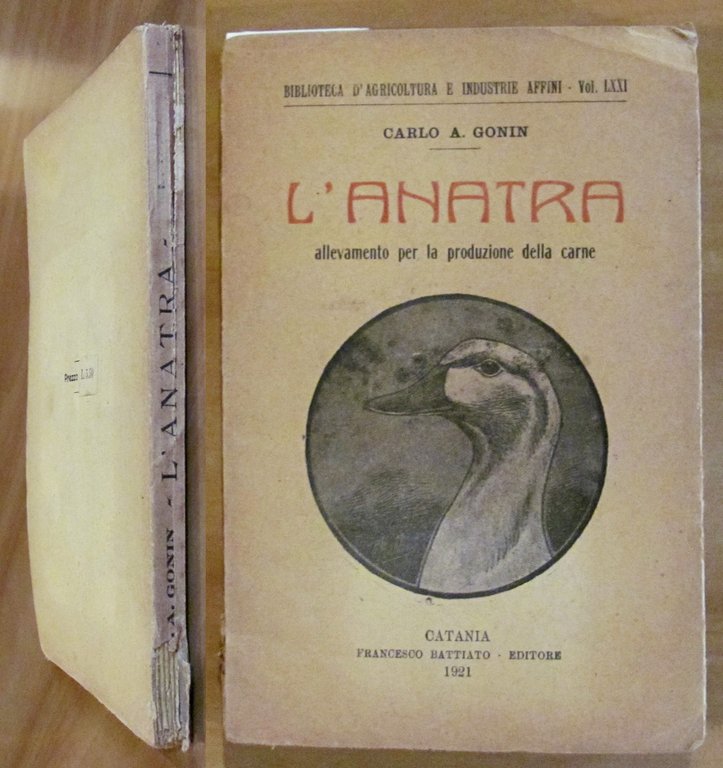 BIBLIOTECA D'AGRICOLTURA E INDUSTRIE AFFINI - Vol. LXXI
CARLO A. GONIN
L'ANATRA
allevamento per la produzione della carne
CATANIA
FRANCESCO BATTIATO - EDITORE
1921
. A. GONIN - L'ANATRA -
Prezzo L.